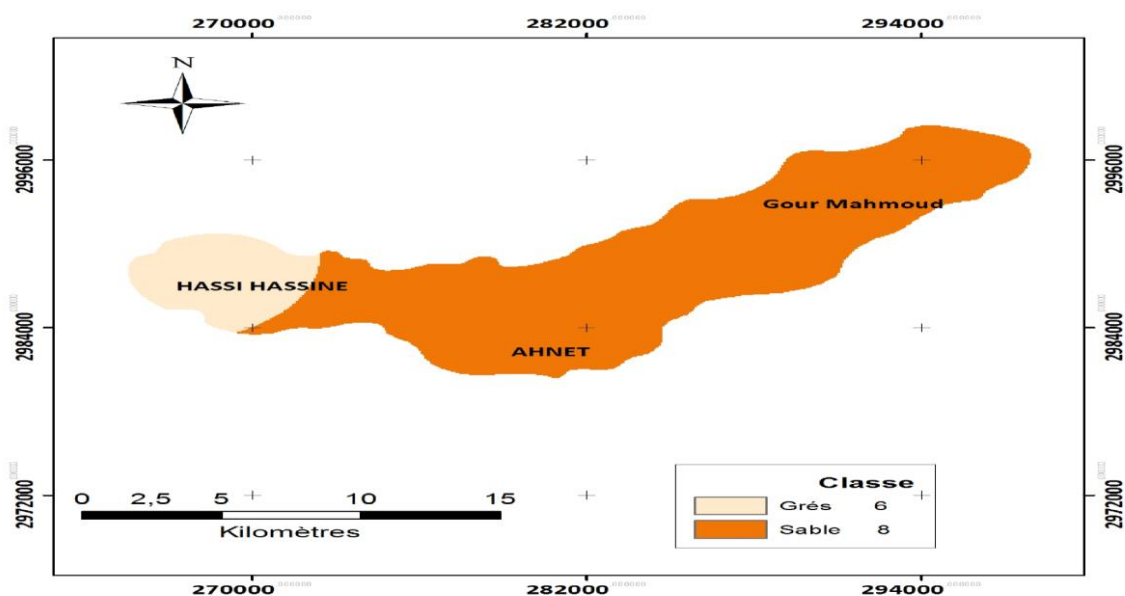 270000 282000 294000
N
2996000 2996000
Gour Mahmoud
HASSI HASSINE
2984000 2984000
AHNET
Classe
Grés 6
Sable 8
0 2,5 5 10 15
Kilomètres
2972000 2972000
270000 282000 294000